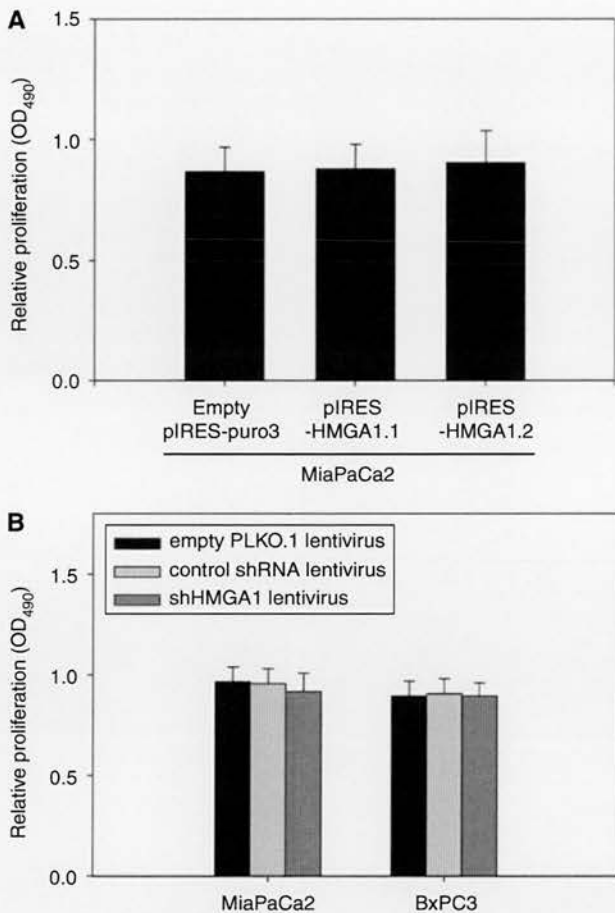 A
1.5
1.0
0.5
0.0
Relative proliferation (OD490)
Empty
pIRES-puro3
pIRES
-HMGA1.1
pIRES
-HMGA1.2
MiaPaCa2
B
1.5
1.0
0.5
0.0
Relative proliferation (OD490)
empty PLKO.1 lentivirus
control shRNA lentivirus
shHMGA1 lentivirus
MiaPaCa2
BxPC3